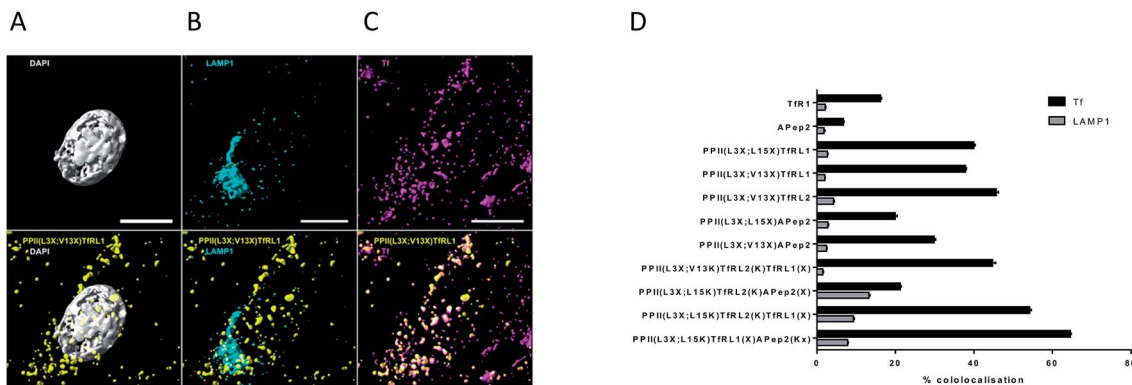 A
B
C
D
DAPI
LAMP1
Tf
PPII(L3X;V13X)TfRL1
DAPI
PPII(L3X;V13X)TfRL1
LAMP1
PPII(L3X;V13X)TfRL1
Tf
TfR1
APep2
PPII(L3X;L15X)TfRL1
PPII(L3X;V13X)TfRL1
PPII(L3X;V13X)TfRL2
PPII(L3X;L15X)APep2
PPII(L3X;V13X)APep2
PPII(L3X;V13K)TfRL2(K)TfRL1(X)
PPII(L3X;L15K)TfRL2(K)APep2(X)
PPII(L3X;L15K)TfRL2(K)TfRL1(X)
PPII(L3X;L15K)TfRL1(X)APep2(Kx)
Tf
LAMP1
0 20 40 60 80
% cololocalisation